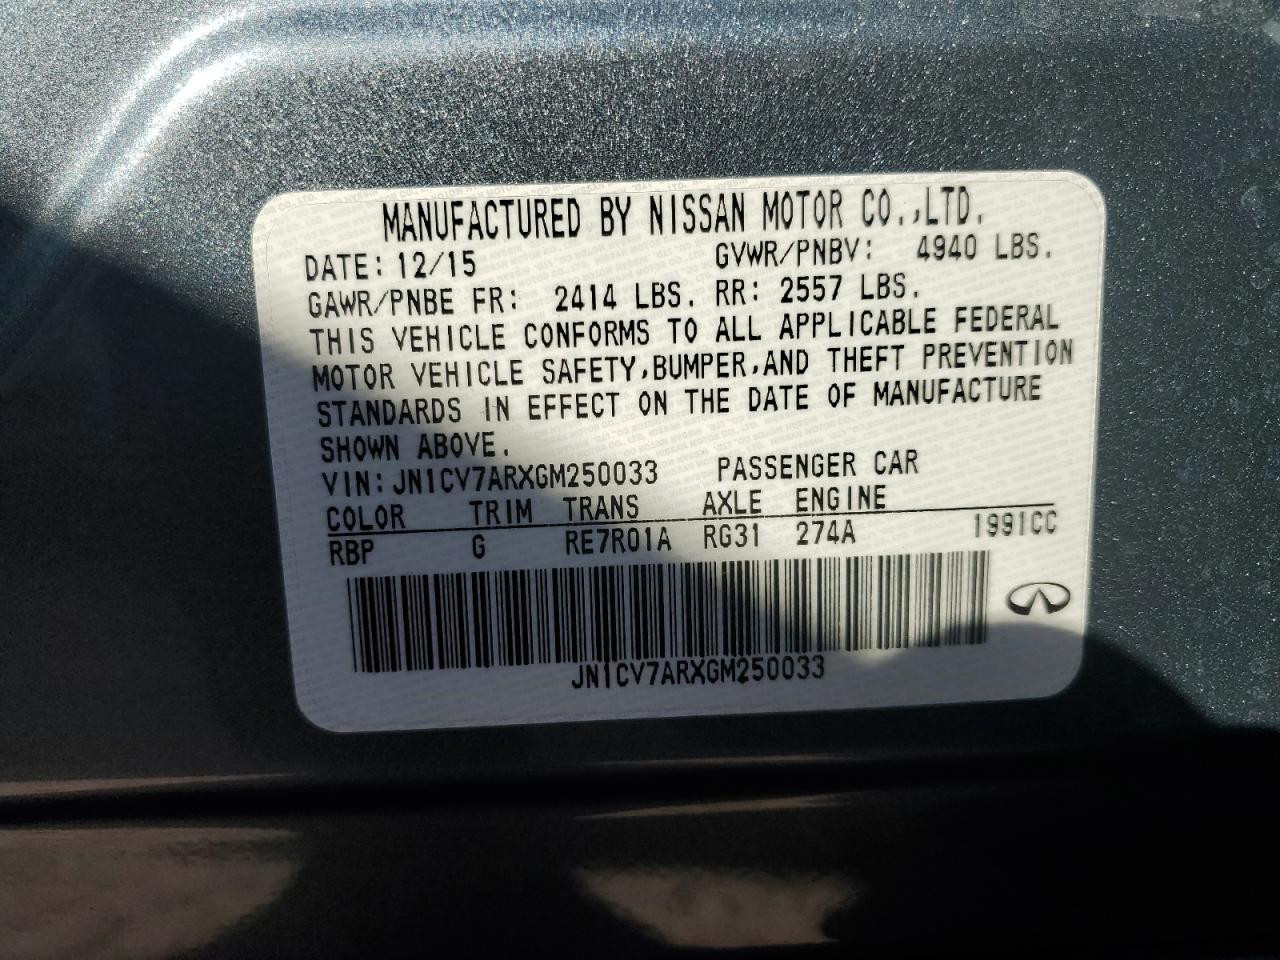 MANUFACTURED BY NISSAN MOTOR CO.,LTD.
DATE: 12/15 GVWR/PNBV: 4940 LBS.
GAWR/PNBE FR: 2414 LBS. RR: 2557 LBS.
THIS VEHICLE CONFORMS TO ALL APPLICABLE FEDERAL
MOTOR VEHICLE SAFETY,BUMPER,AND THEFT PREVENTION
STANDARDS IN EFFECT ON THE DATE OF MANUFACTURE
SHOWN ABOVE.
VIN:JN1CV7ARXGM250033 PASSENGER CAR
COLOR TRIM TRANS AXLE ENGINE
RBP G RE7R01A RG31 274A 1991CC
JN1CV7ARXGM250033